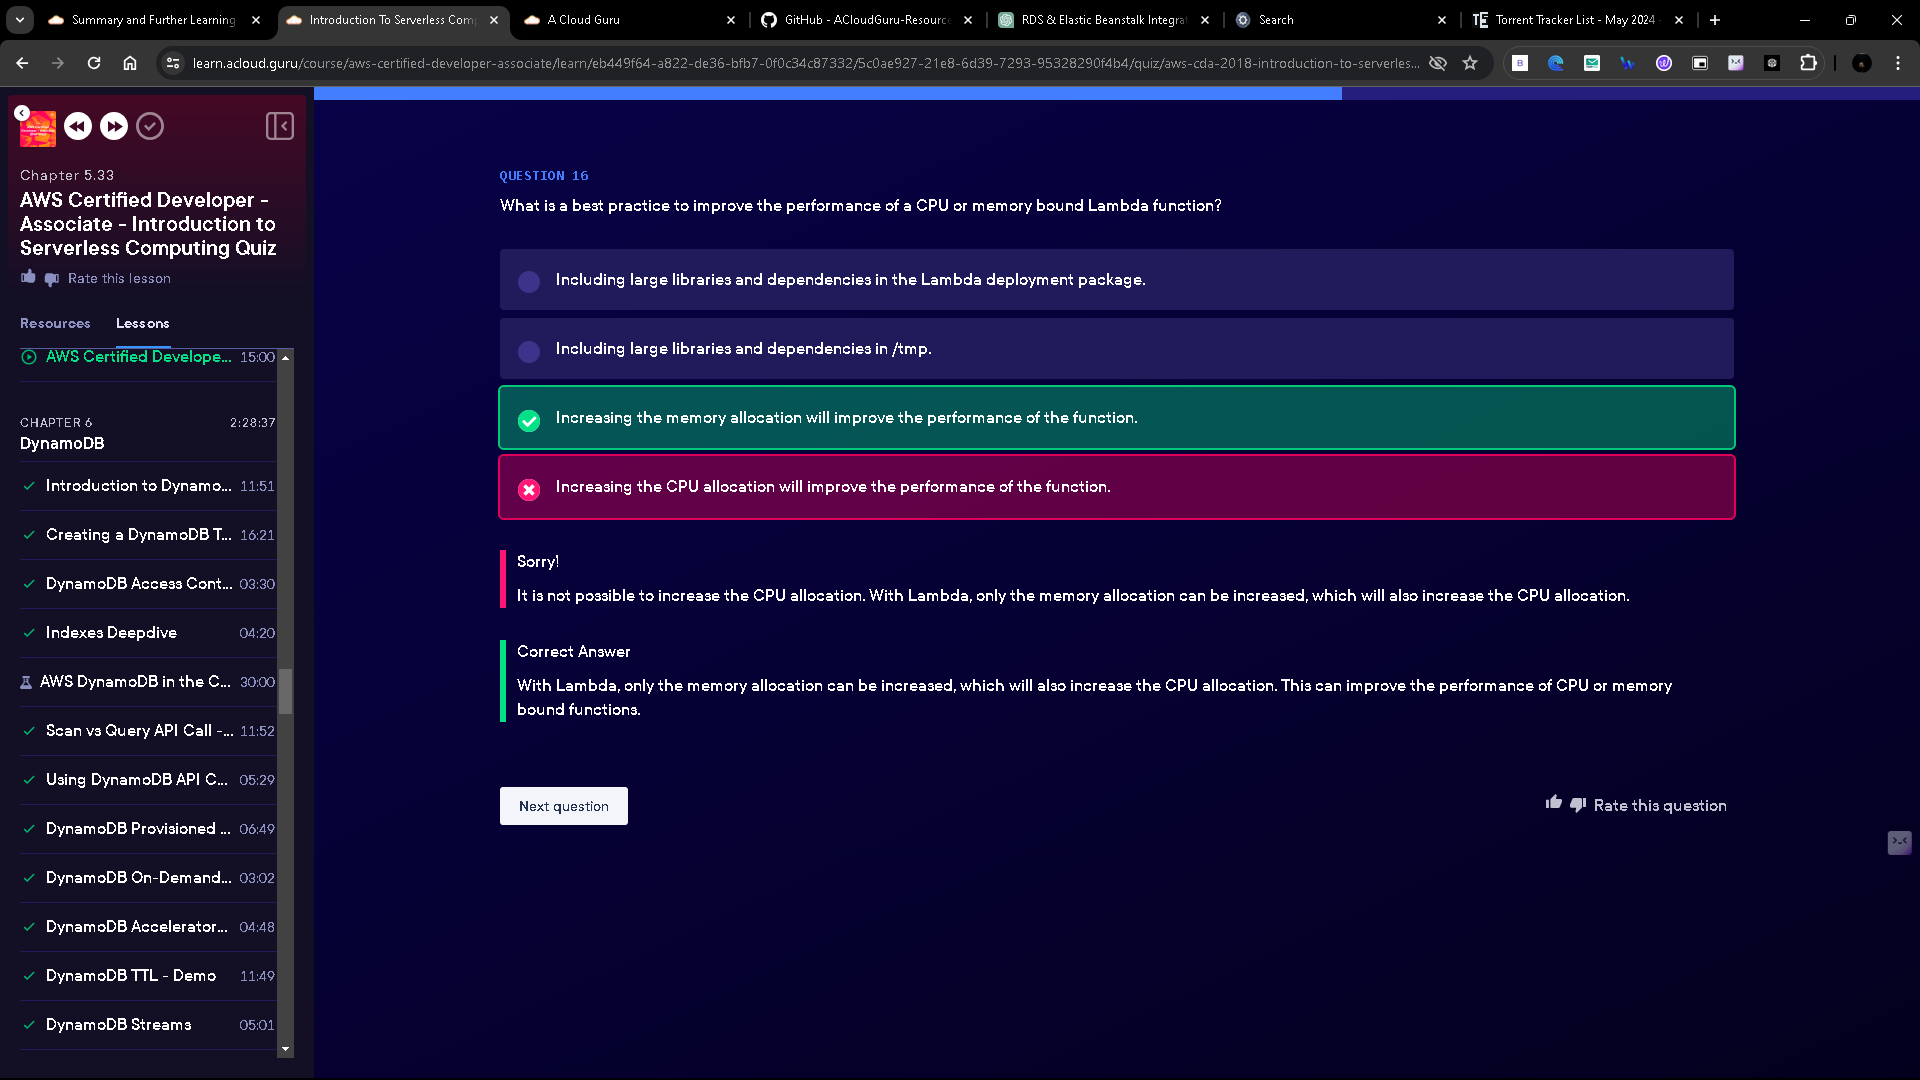 Summary and Further Learning
Introduction To Serverless Comp
A Cloud Guru
GitHub - ACloudGuru-Resource
RDS & Elastic Beanstalk Integrat
Search
Torrent Tracker List - May 2024 -
learn.acloud.guru/course/aws-certified-developer-associate/learn/eb449f64-a822-de36-bfb7-0f0c34c87332/5c0ae927-21e8-6d39-7293-95328290f4b4/quiz/aws-cda-2018-introduction-to-serverles...
Chapter 5.33
AWS Certified Developer -
Associate - Introduction to
Serverless Computing Quiz
Rate this lesson
Resources
Lessons
AWS Certified Develope... 15:00
CHAPTER 6 2:28:37
DynamoDB
Introduction to Dynamo... 11:51
Creating a DynamoDB T... 16:21
DynamoDB Access Cont... 03:30
Indexes Deepdive 04:20
AWS DynamoDB in the C... 30:00
Scan vs Query API Call -... 11:52
Using DynamoDB API C... 05:29
DynamoDB Provisioned ... 06:49
DynamoDB On-Demand... 03:02
DynamoDB Accelerator... 04:48
DynamoDB TTL - Demo 11:49
DynamoDB Streams 05:01
QUESTION 16
What is a best practice to improve the performance of a CPU or memory bound Lambda function?
Including large libraries and dependencies in the Lambda deployment package.
Including large libraries and dependencies in /tmp.
Increasing the memory allocation will improve the performance of the function.
Increasing the CPU allocation will improve the performance of the function.
Sorry!
It is not possible to increase the CPU allocation. With Lambda, only the memory allocation can be increased, which will also increase the CPU allocation.
Correct Answer
With Lambda, only the memory allocation can be increased, which will also increase the CPU allocation. This can improve the performance of CPU or memory
bound functions.
Next question
Rate this question